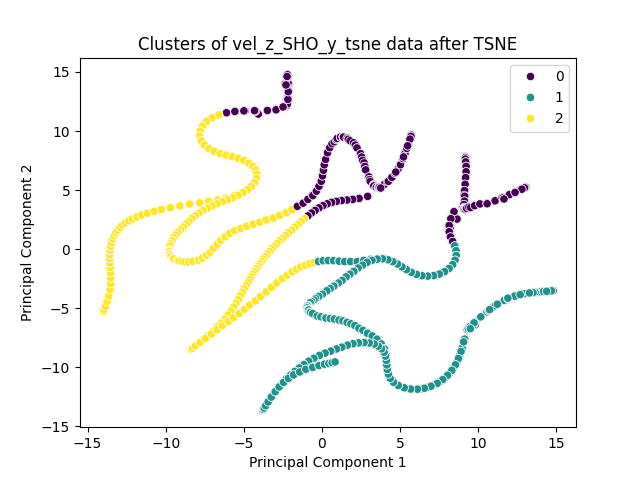 Clusters of vel_z_SHO_y_tsne data after TSNE
0
1
2
15
10
5
0
−5
−10
−15
Principal Component 2
−15 −10 −5 0 5 10 15
Principal Component 1